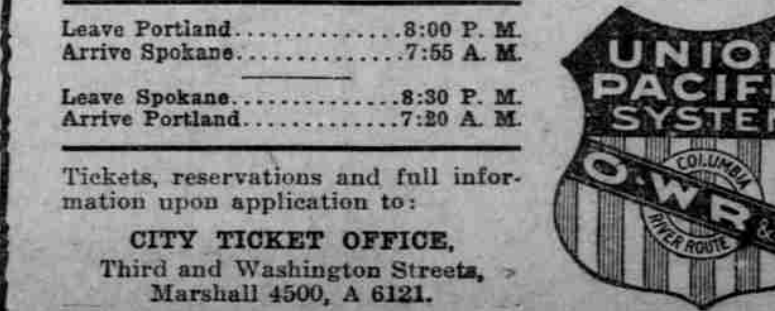 Leave Portland..............8:00 P. M.
Arrive Spokane..............7:55 A. M.
Leave Spokane..............8:30 P. M.
Arrive Portland.............7:20 A. M.
Tickets, reservations and full infor-
mation upon application to:
CITY TICKET OFFICE,
Third and Washington Streets,
Marshall 4500, A 6121.
UNIO
PACIFI
SYSTE
O-WR &
COLUMBIA
RIVER ROUTE